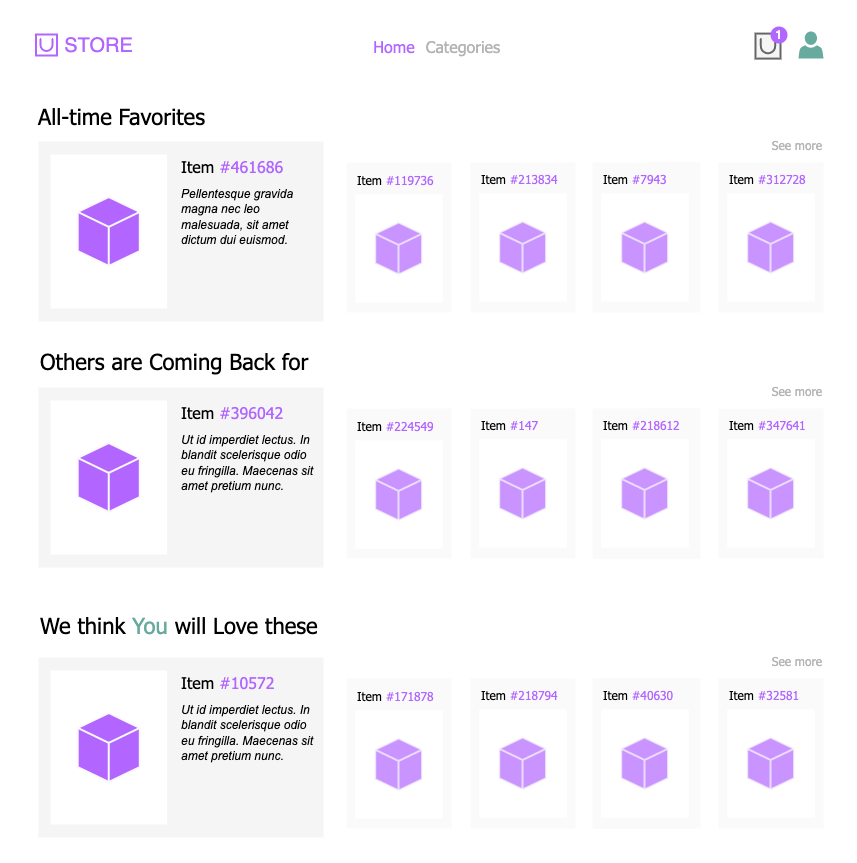 STORE
Home Categories
1
All-time Favorites
See more
Item #461686
Pellentesque gravida
magna nec leo
malesuada, sit amet
dictum dui euismod.
Item #119736
Item #213834
Item #7943
Item #312728
Others are Coming Back for
See more
Item #396042
Ut id imperdiet lectus. In
blandit scelerisque odio
eu fringilla. Maecenas sit
amet pretium nunc.
Item #224549
Item #147
Item #218612
Item #347641
We think You will Love these
See more
Item #10572
Ut id imperdiet lectus. In
blandit scelerisque odio
eu fringilla. Maecenas sit
amet pretium nunc.
Item #171878
Item #218794
Item #40630
Item #32581